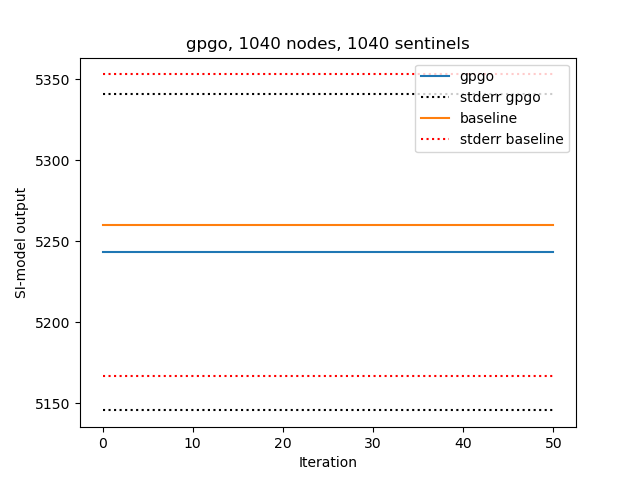 gpgo, 1040 nodes, 1040 sentinels
5350
5300
5250
5200
5150
SI-model output
gpgo
stderr gpgo
baseline
stderr baseline
0 10 20 30 40 50
Iteration